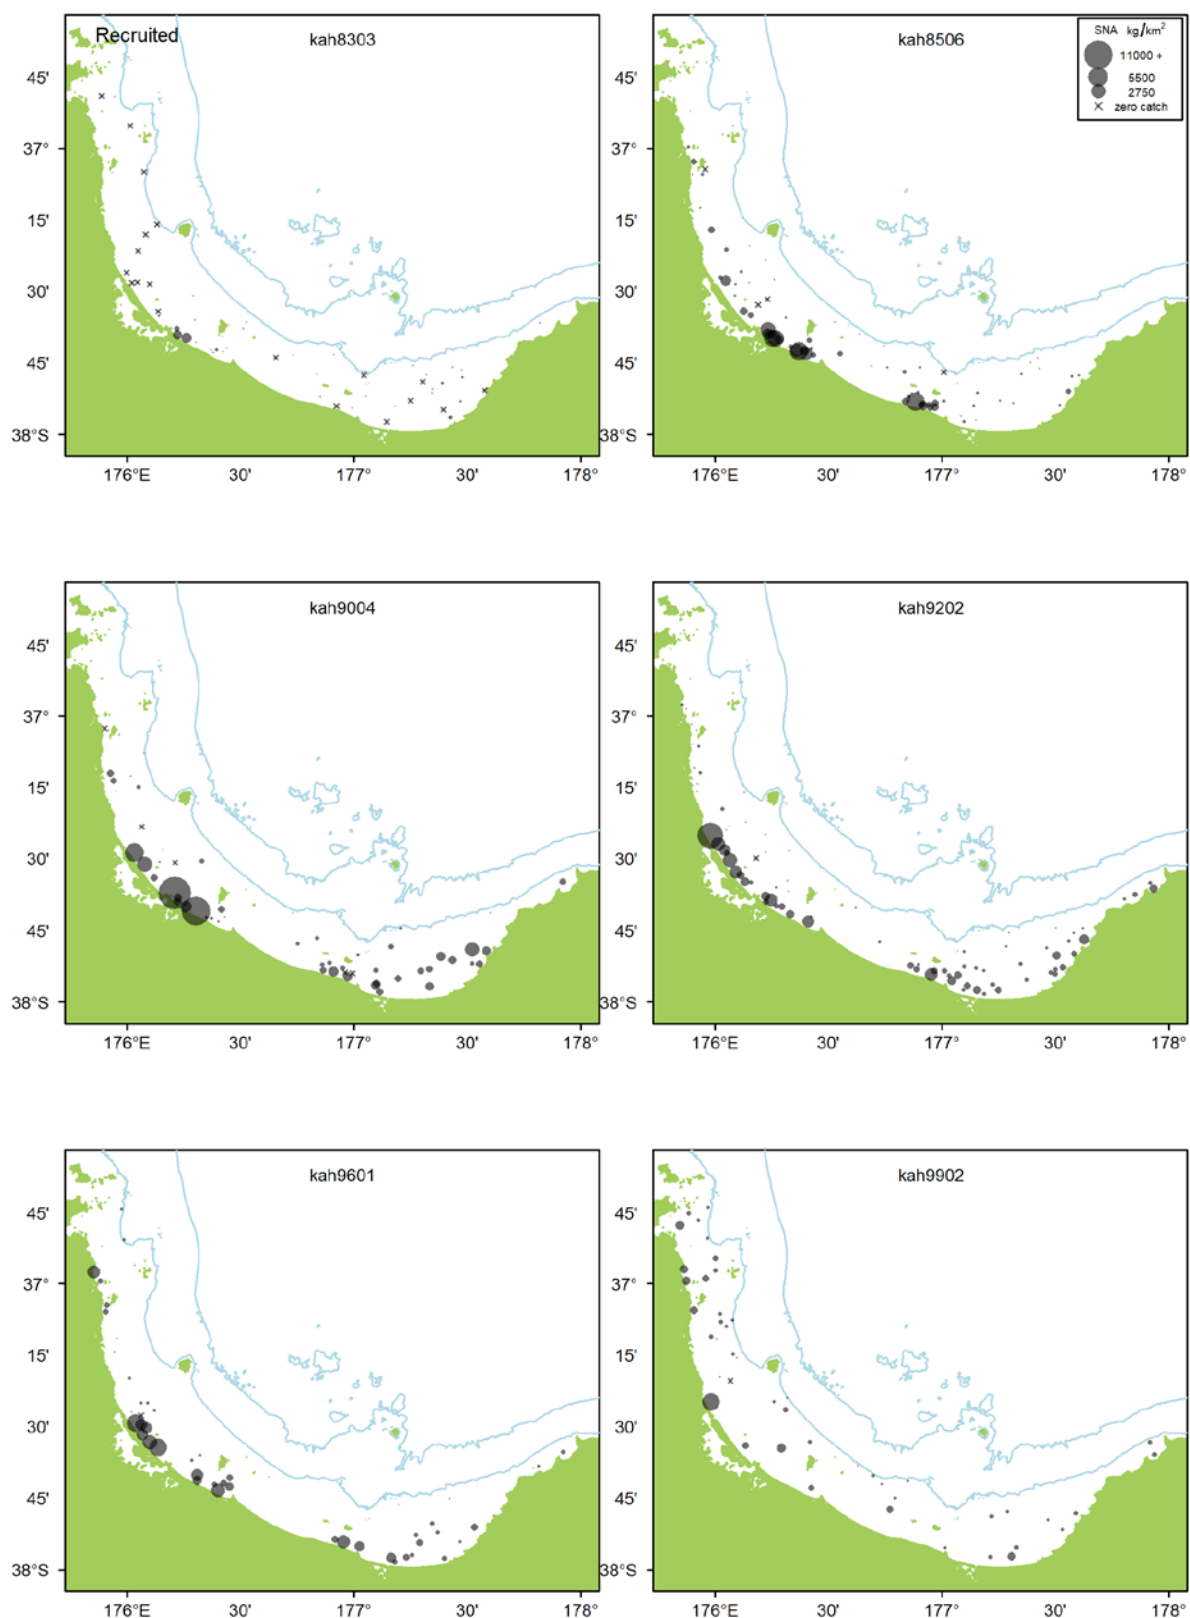 Recruited
kah8303
45'
37°
15'
30'
45'
38°S
176°E 30' 177° 30' 178°
kah8506
SNA kg/km²
11000 +
5500
2750
× zero catch
45'
37°
15'
30'
45'
38°S
176°E 30' 177° 30' 178°
kah9004
45'
37°
15'
30'
45'
38°S
176°E 30' 177° 30' 178°
kah9202
45'
37°
15'
30'
45'
38°S
176°E 30' 177° 30' 178°
kah9601
45'
37°
15'
30'
45'
38°S
176°E 30' 177° 30' 178°
kah9902
45'
37°
15'
30'
45'
38°S
176°E 30' 177° 30' 178°